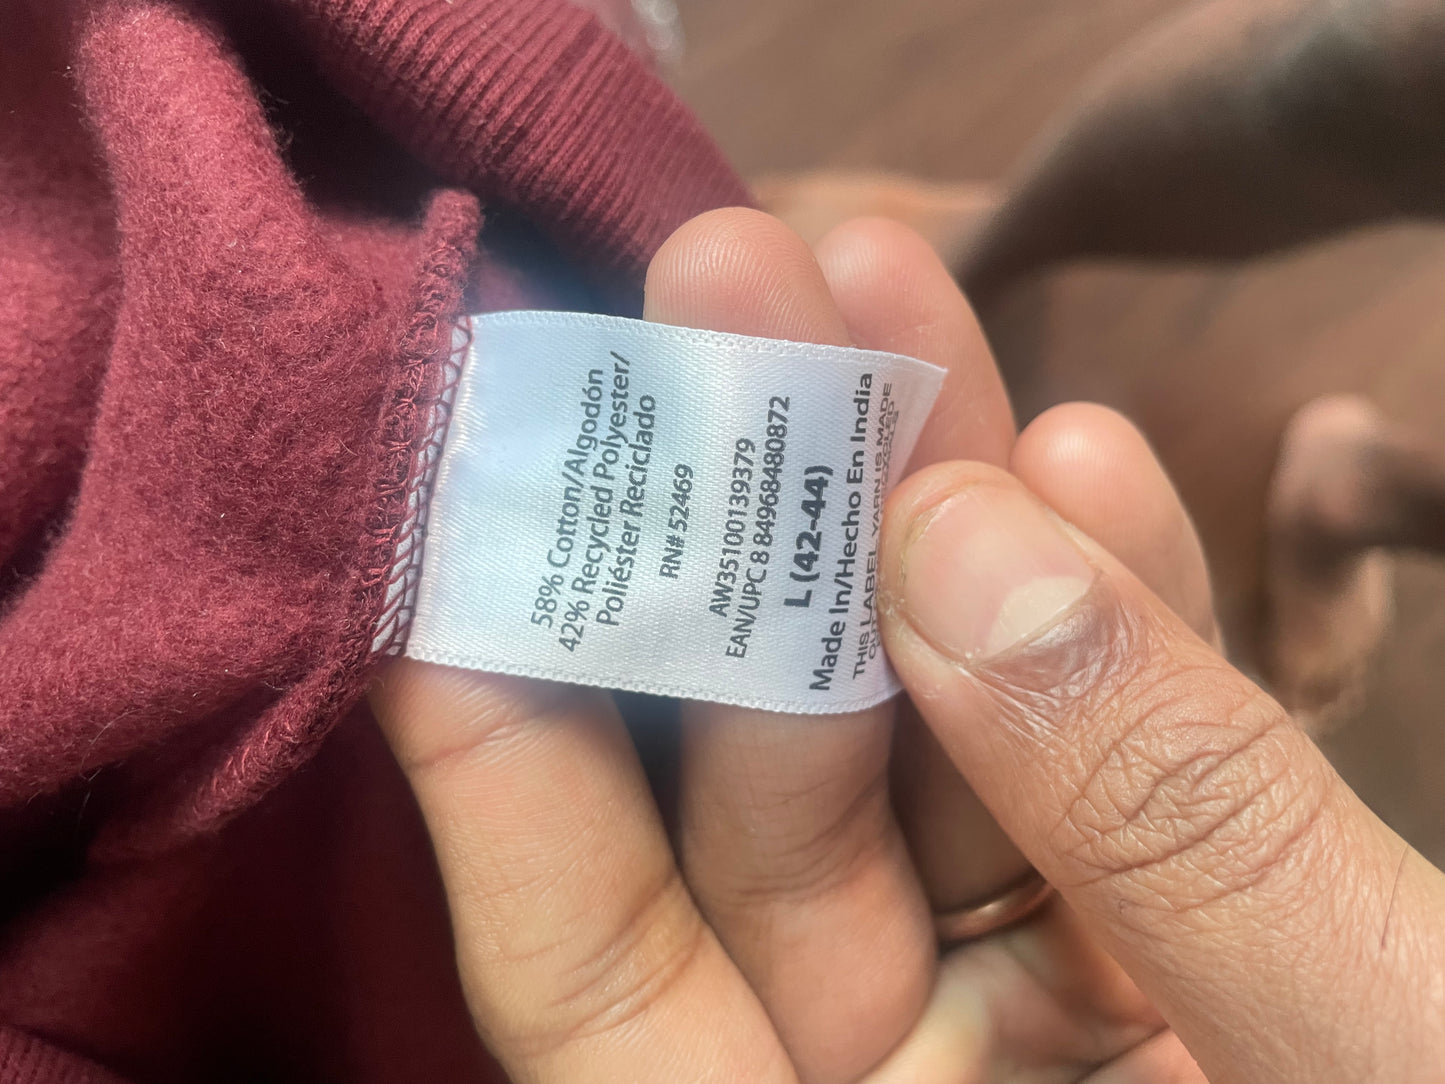 58% Cotton/Algodón
42% Recycled Polyester/
Poliéster Reciclado
RN# 52469
AW35100139379
EAN/UPC 8 84968480872
L (42-44)
Made In/Hecho En India
THIS LABEL YARN IS MADE